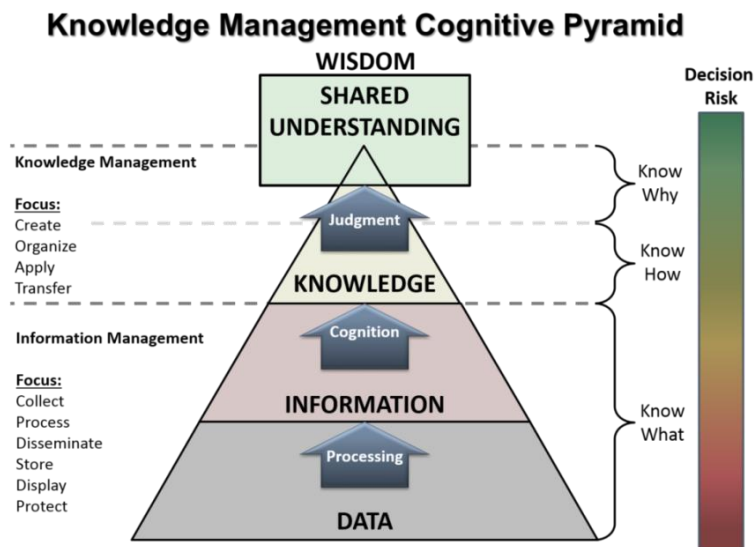 Knowledge Management Cognitive Pyramid
WISDOM
SHARED
UNDERSTANDING
Decision
Risk
Knowledge Management
Focus:
Create
Organize
Apply
Transfer
Judgment
KNOWLEDGE
Know
Why
Know
How
Information Management
Focus:
Collect
Process
Disseminate
Store
Display
Protect
Cognition
INFORMATION
Processing
DATA
Know
What